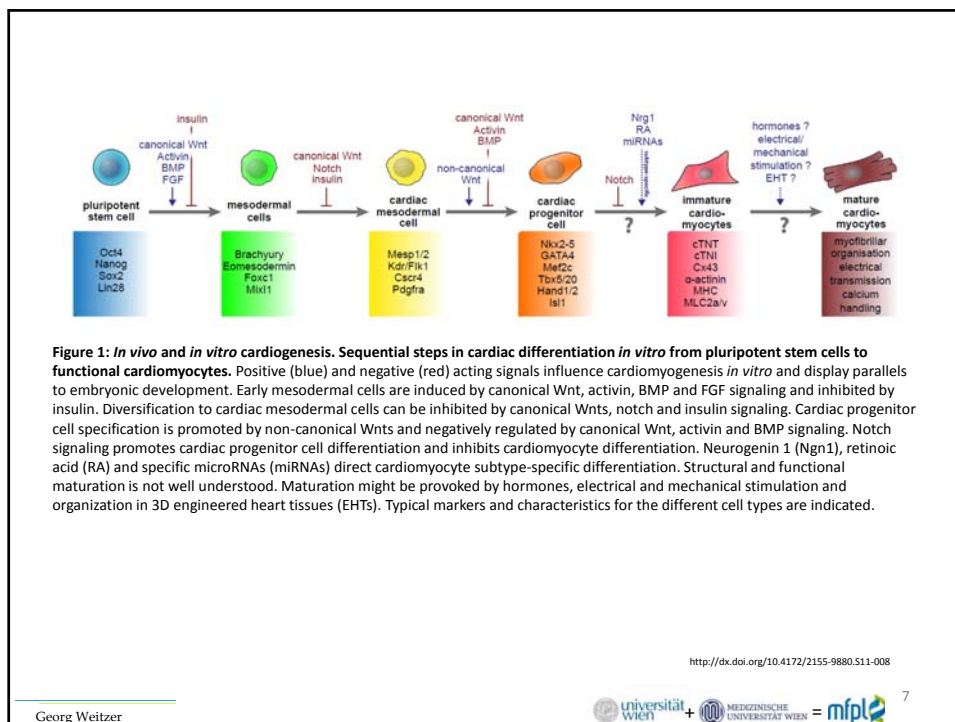 insulin
canonical Wnt
Activin
BMP
FGF
canonical Wnt
Notch
insulin
canonical Wnt
Activin
BMP
non-canonical
Wnt
Nrg1
RA
miRNAs
subtype-specific
Notch
hormones ?
electrical/
mechanical
stimulation ?
EHT ?
pluripotent
stem cell
mesodermal
cells
cardiac
mesodermal
cell
cardiac
progenitor
cell
?
immature
cardio-
myocytes
?
mature
cardio-
myocytes
Oct4
Nanog
Sox2
Lin28
Brachyury
Eomesodermin
Foxc1
Mixl1
Mesp1/2
Kdr/Flk1
Cscr4
Pdgfra
Nkx2-5
GATA4
Mef2c
Tbx5/20
Hand1/2
Isl1
cTNT
cTNI
Cx43
α-actinin
MHC
MLC2a/v
myofibrillar
organisation
electrical
transmission
calcium
handling
Figure 1: In vivo and in vitro cardiogenesis. Sequential steps in cardiac differentiation in vitro from pluripotent stem cells to
functional cardiomyocytes. Positive (blue) and negative (red) acting signals influence cardiomyogenesis in vitro and display parallels
to embryonic development. Early mesodermal cells are induced by canonical Wnt, activin, BMP and FGF signaling and inhibited by
insulin. Diversification to cardiac mesodermal cells can be inhibited by canonical Wnts, notch and insulin signaling. Cardiac progenitor
cell specification is promoted by non-canonical Wnts and negatively regulated by canonical Wnt, activin and BMP signaling. Notch
signaling promotes cardiac progenitor cell differentiation and inhibits cardiomyocyte differentiation. Neurogenin 1 (Ngn1), retinoic
acid (RA) and specific microRNAs (miRNAs) direct cardiomyocyte subtype-specific differentiation. Structural and functional
maturation is not well understood. Maturation might be provoked by hormones, electrical and mechanical stimulation and
organization in 3D engineered heart tissues (EHTs). Typical markers and characteristics for the different cell types are indicated.
http://dx.doi.org/10.4172/2155-9880.S11-008
Georg Weitzer
universität
wien
+
MEDIZINISCHE
UNIVERSITÄT WIEN
= mfpl
7